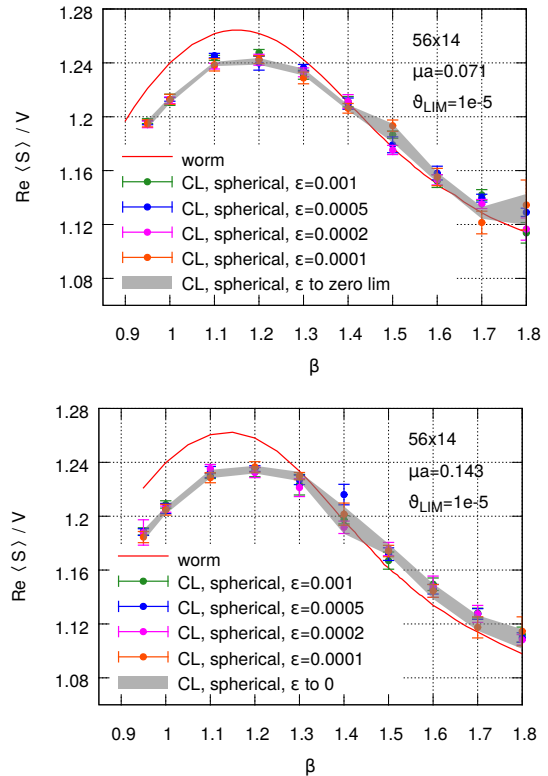 1.28
1.24
1.2
1.16
1.12
1.08
Re ⟨S⟩ / V
56x14
μa=0.071
ϑLIM=1e-5
worm
CL, spherical, ε=0.001
CL, spherical, ε=0.0005
CL, spherical, ε=0.0002
CL, spherical, ε=0.0001
CL, spherical, ε to zero lim
0.9 1 1.1 1.2 1.3 1.4 1.5 1.6 1.7 1.8
β
1.28
1.24
1.2
1.16
1.12
1.08
Re ⟨S⟩ / V
56x14
μa=0.143
ϑLIM=1e-5
worm
CL, spherical, ε=0.001
CL, spherical, ε=0.0005
CL, spherical, ε=0.0002
CL, spherical, ε=0.0001
CL, spherical, ε to 0
0.9 1 1.1 1.2 1.3 1.4 1.5 1.6 1.7 1.8
β